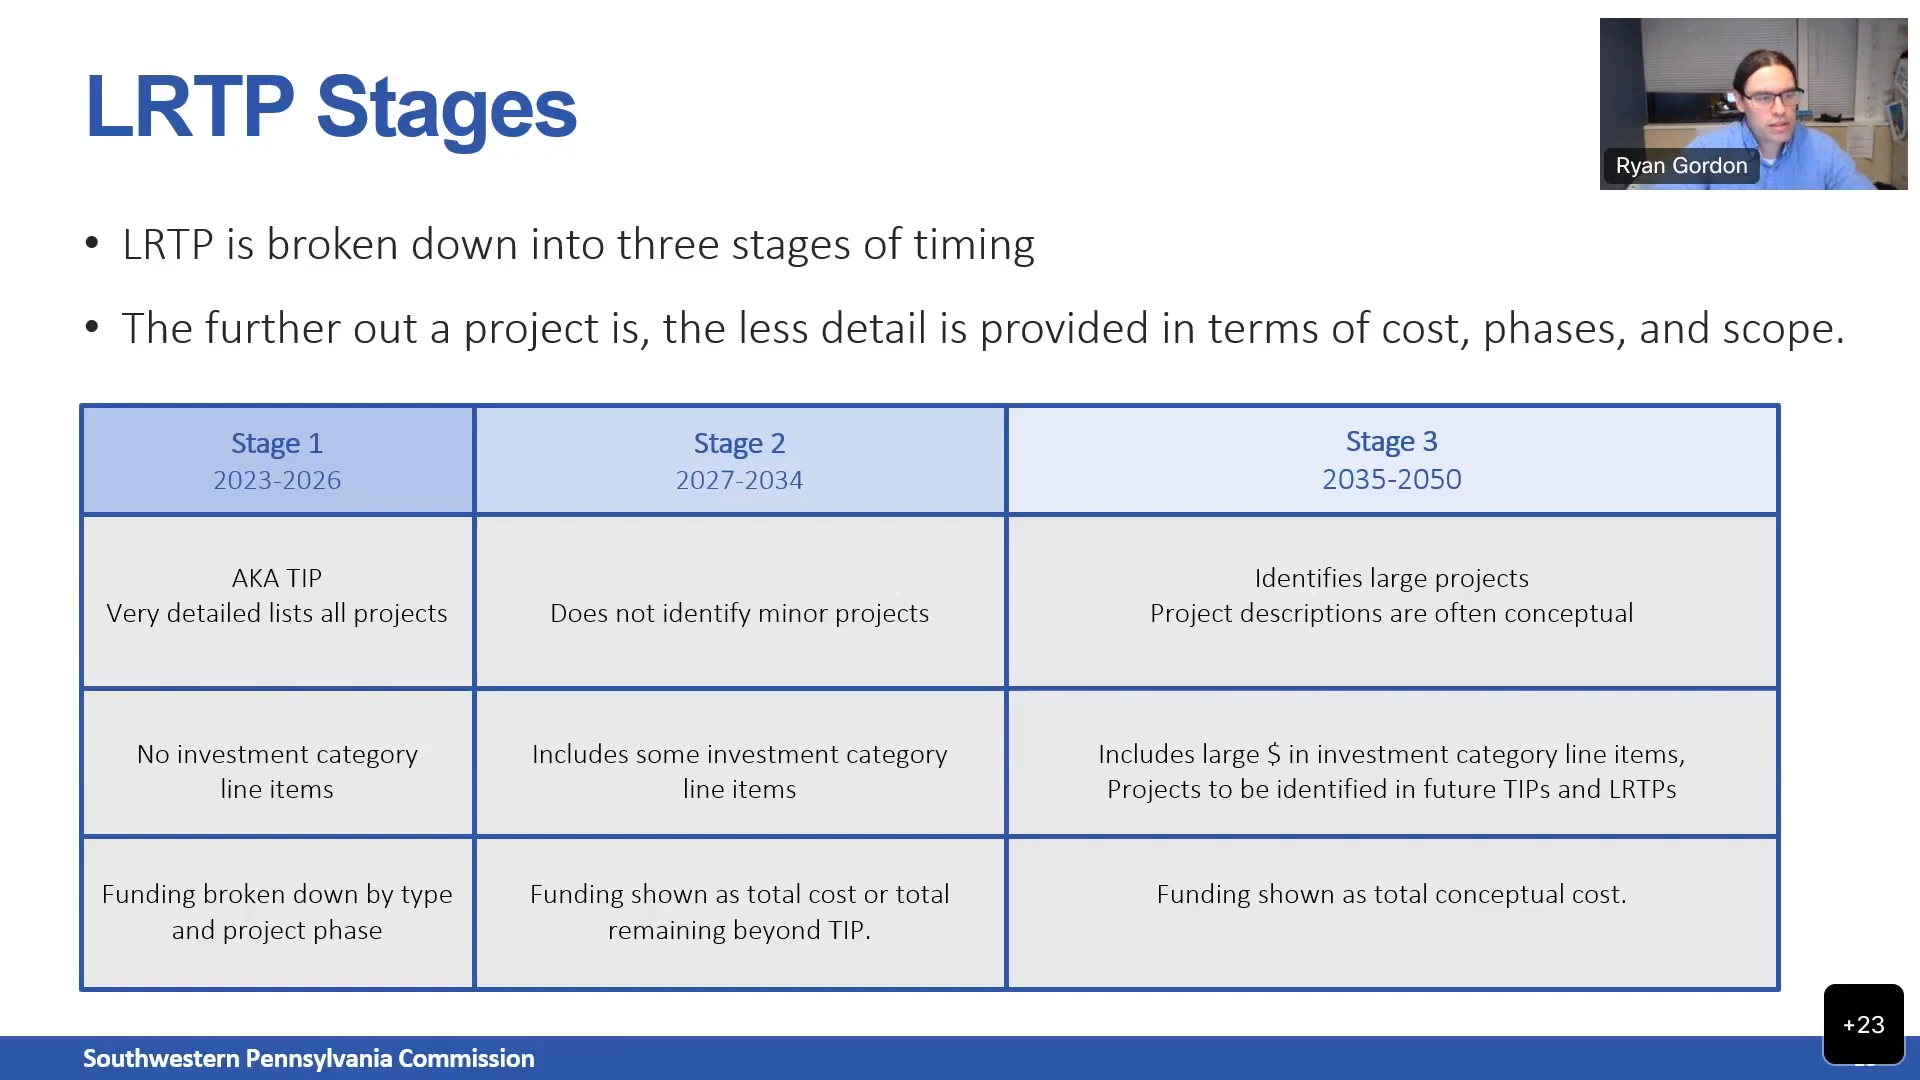 LRTP Stages
Ryan Gordon
• LRTP is broken down into three stages of timing
• The further out a project is, the less detail is provided in terms of cost, phases, and scope.
Stage 1
2023-2026
Stage 2
2027-2034
Stage 3
2035-2050
AKA TIP
Very detailed lists all projects
Does not identify minor projects
Identifies large projects
Project descriptions are often conceptual
No investment category
line items
Includes some investment category
line items
Includes large $ in investment category line items,
Projects to be identified in future TIPs and LRTPs
Funding broken down by type
and project phase
Funding shown as total cost or total
remaining beyond TIP.
Funding shown as total conceptual cost.
Southwestern Pennsylvania Commission
+23